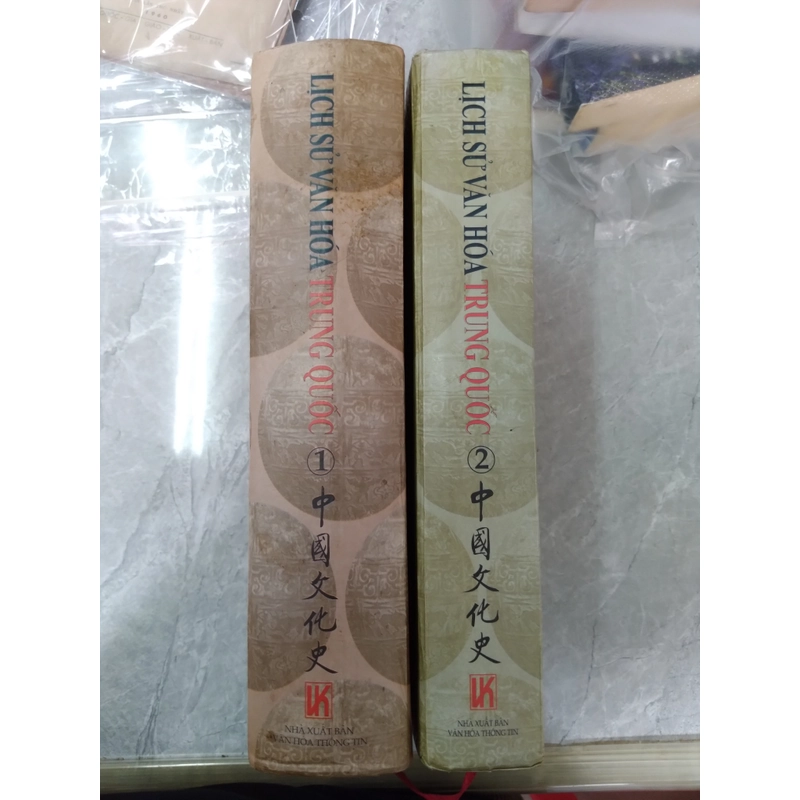 LỊCH SỬ VĂN HÓA TRUNG QUỐC
1
中國文化史
VK
NHÀ XUẤT BẢN
VĂN HÓA THÔNG TIN
LỊCH SỬ VĂN HÓA TRUNG QUỐC
2
中國文化史
VK
NHÀ XUẤT BẢN
VĂN HÓA THÔNG TIN